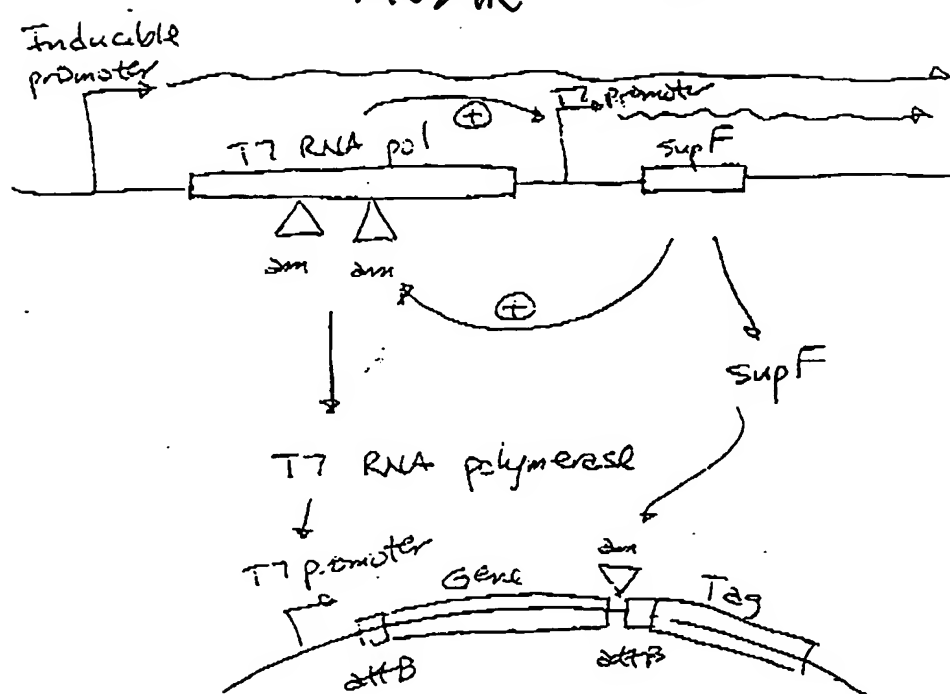 Inducible
promoter
T7 promoter
⊕
T7 RNA pol
supF
am am
⊕
supF
T7 RNA polymerase
T7 promoter
Gene
am
Tag
attB
attB